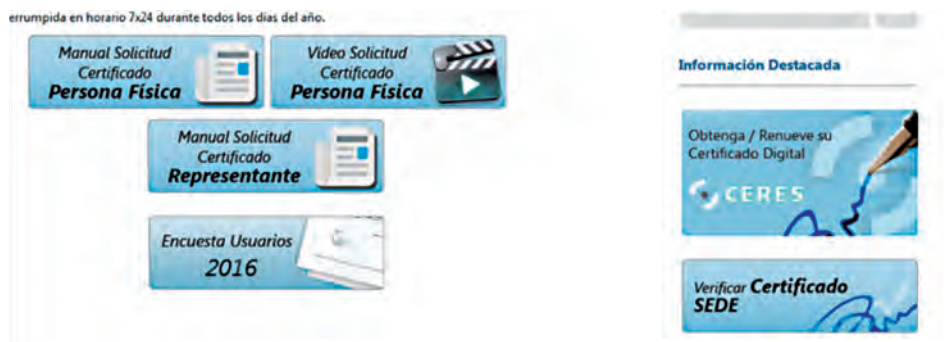 errumpida en horario 7x24 durante todos los días del año.
Manual Solicitud
Certificado
Persona Física
Vídeo Solicitud
Certificado
Persona Física
Manual Solicitud
Certificado
Representante
Encuesta Usuarios
2016
Información Destacada
Obtenga / Renueve su
Certificado Digital
CERES
Verificar Certificado
SEDE